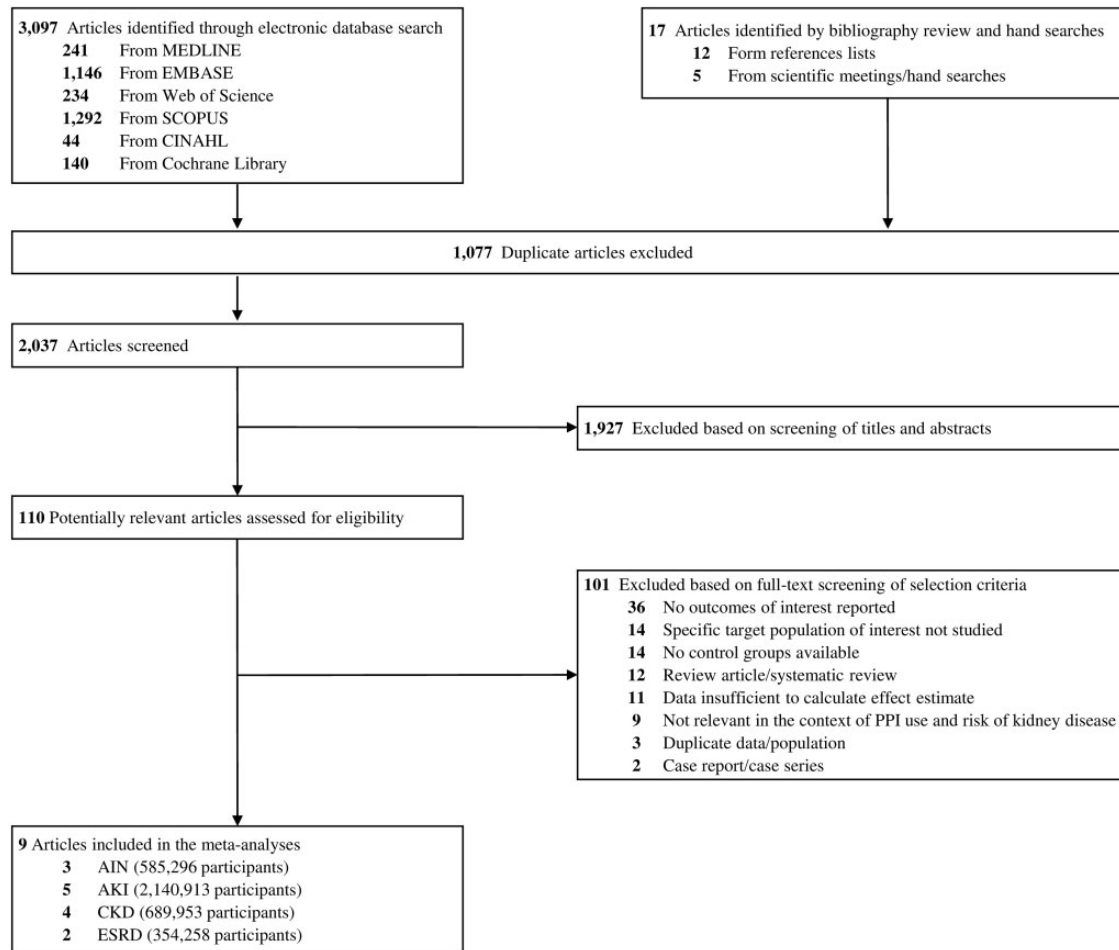 3,097 Articles identified through electronic database search
241 From MEDLINE
1,146 From EMBASE
234 From Web of Science
1,292 From SCOPUS
44 From CINAHL
140 From Cochrane Library
17 Articles identified by bibliography review and hand searches
12 Form references lists
5 From scientific meetings/hand searches
1,077 Duplicate articles excluded
2,037 Articles screened
1,927 Excluded based on screening of titles and abstracts
110 Potentially relevant articles assessed for eligibility
101 Excluded based on full-text screening of selection criteria
36 No outcomes of interest reported
14 Specific target population of interest not studied
14 No control groups available
12 Review article/systematic review
11 Data insufficient to calculate effect estimate
9 Not relevant in the context of PPI use and risk of kidney disease
3 Duplicate data/population
2 Case report/case series
9 Articles included in the meta-analyses
3 AIN (585,296 participants)
5 AKI (2,140,913 participants)
4 CKD (689,953 participants)
2 ESRD (354,258 participants)